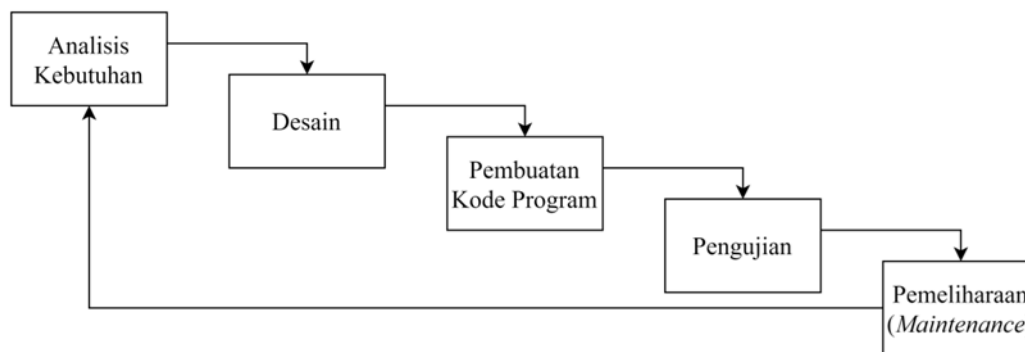 Analisis
Kebutuhan
Desain
Pembuatan
Kode Program
Pengujian
Pemeliharaan
(Maintenance